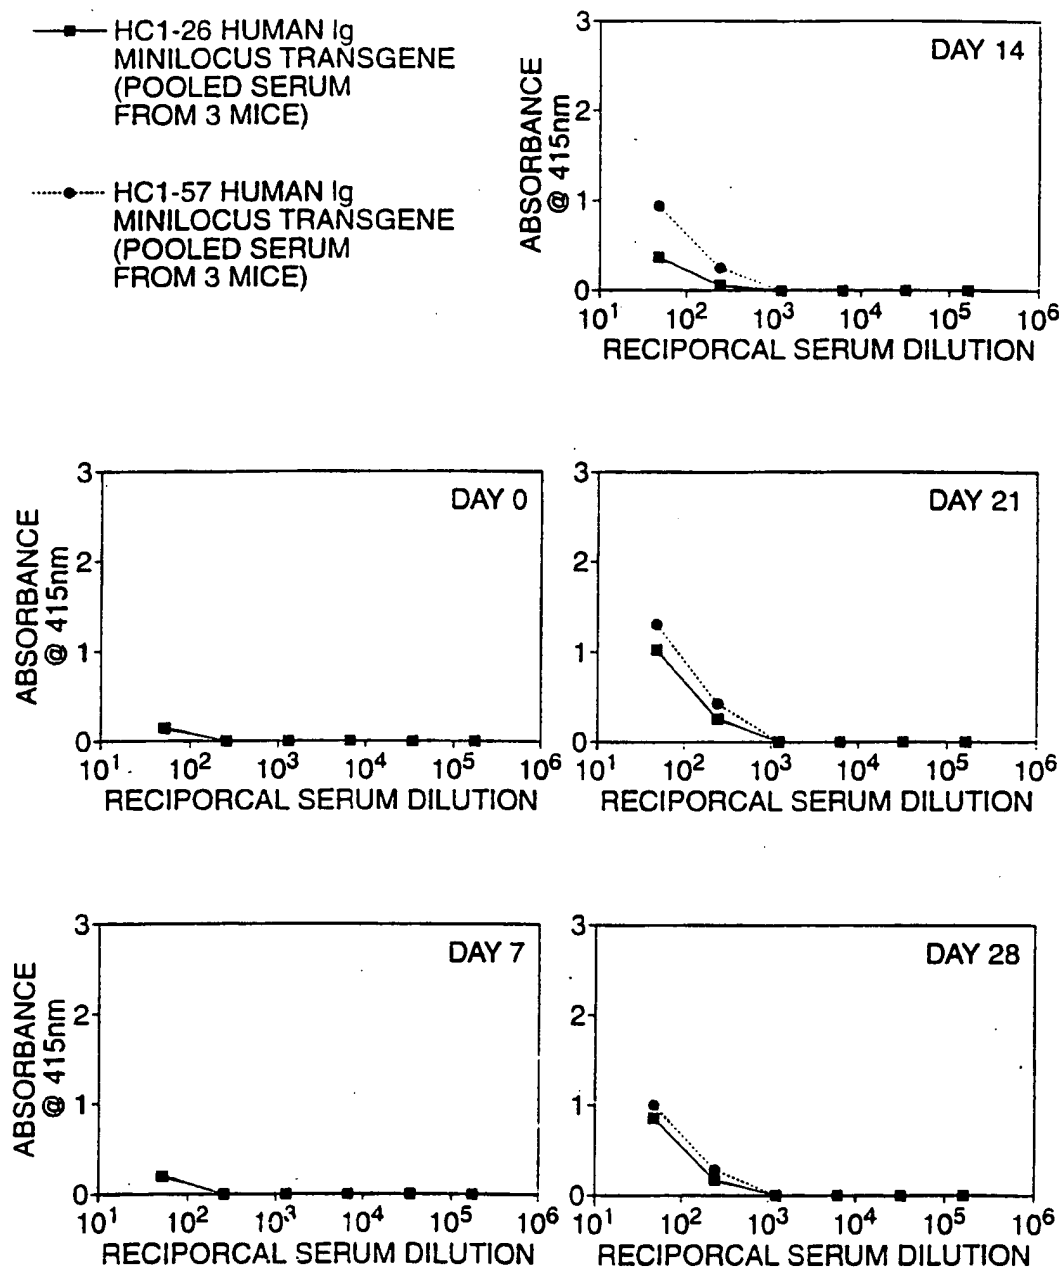 HC1-26 HUMAN Ig
MINILOCUS TRANSGENE
(POOLED SERUM
FROM 3 MICE)
HC1-57 HUMAN Ig
MINILOCUS TRANSGENE
(POOLED SERUM
FROM 3 MICE)
DAY 14
ABSORBANCE
@ 415nm
3
2
1
0
10¹ 10² 10³ 10⁴ 10⁵ 10⁶
RECIPORCAL SERUM DILUTION
DAY 0
ABSORBANCE
@ 415nm
3
2
1
0
10¹ 10² 10³ 10⁴ 10⁵ 10⁶
RECIPORCAL SERUM DILUTION
DAY 21
3
2
1
0
10¹ 10² 10³ 10⁴ 10⁵ 10⁶
RECIPORCAL SERUM DILUTION
DAY 7
ABSORBANCE
@ 415nm
3
2
1
0
10¹ 10² 10³ 10⁴ 10⁵ 10⁶
RECIPORCAL SERUM DILUTION
DAY 28
3
2
1
0
10¹ 10² 10³ 10⁴ 10⁵ 10⁶
RECIPORCAL SERUM DILUTION